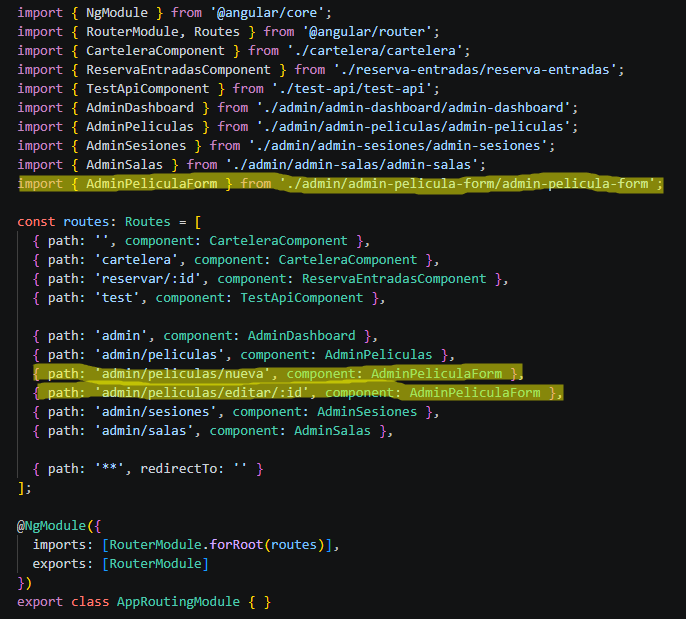 import { NgModule } from '@angular/core';
import { RouterModule, Routes } from '@angular/router';
import { CarteleraComponent } from './cartelera/cartelera';
import { ReservaEntradasComponent } from './reserva-entradas/reserva-entradas';
import { TestApiComponent } from './test-api/test-api';
import { AdminDashboard } from './admin/admin-dashboard/admin-dashboard';
import { AdminPeliculas } from './admin/admin-peliculas/admin-peliculas';
import { AdminSesiones } from './admin/admin-sesiones/admin-sesiones';
import { AdminSalas } from './admin/admin-salas/admin-salas';
import { AdminPeliculaForm } from './admin/admin-pelicula-form/admin-pelicula-form';

const routes: Routes = [
  { path: '', component: CarteleraComponent },
  { path: 'cartelera', component: CarteleraComponent },
  { path: 'reservar/:id', component: ReservaEntradasComponent },
  { path: 'test', component: TestApiComponent },

  { path: 'admin', component: AdminDashboard },
  { path: 'admin/peliculas', component: AdminPeliculas },
  { path: 'admin/peliculas/nueva', component: AdminPeliculaForm },
  { path: 'admin/peliculas/editar/:id', component: AdminPeliculaForm },
  { path: 'admin/sesiones', component: AdminSesiones },
  { path: 'admin/salas', component: AdminSalas },

  { path: '**', redirectTo: '' }
];

@NgModule({
  imports: [RouterModule.forRoot(routes)],
  exports: [RouterModule]
})
export class AppRoutingModule { }